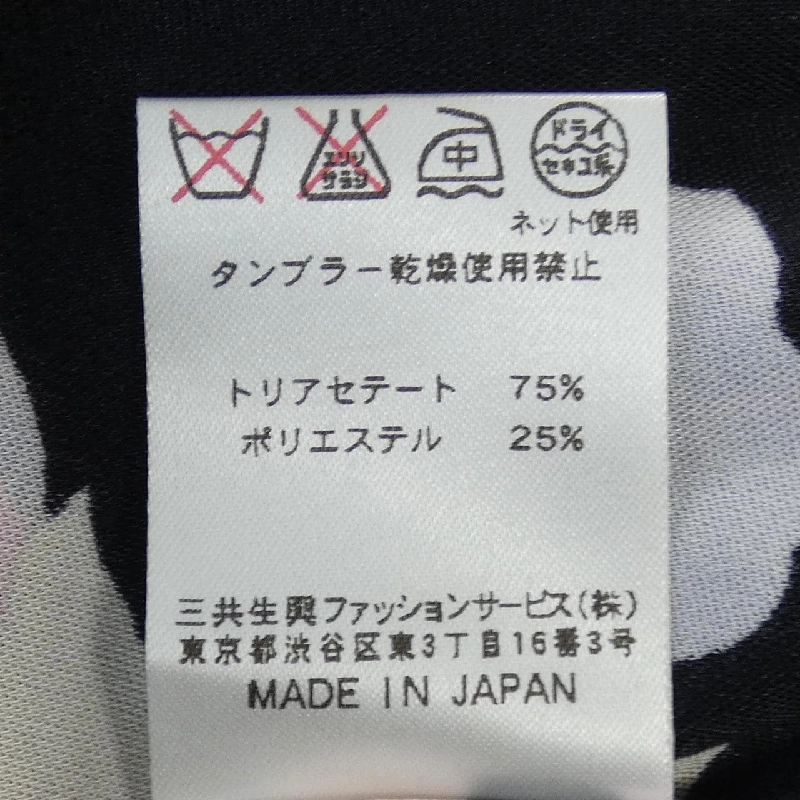 エンソ
サラシ
中
ドライ
セキユ系
ネット使用
タンブラー乾燥使用禁止
トリアセテート 75%
ポリエステル 25%
三共生興ファッションサービス(株)
東京都渋谷区東3丁目16番3号
MADE IN JAPAN